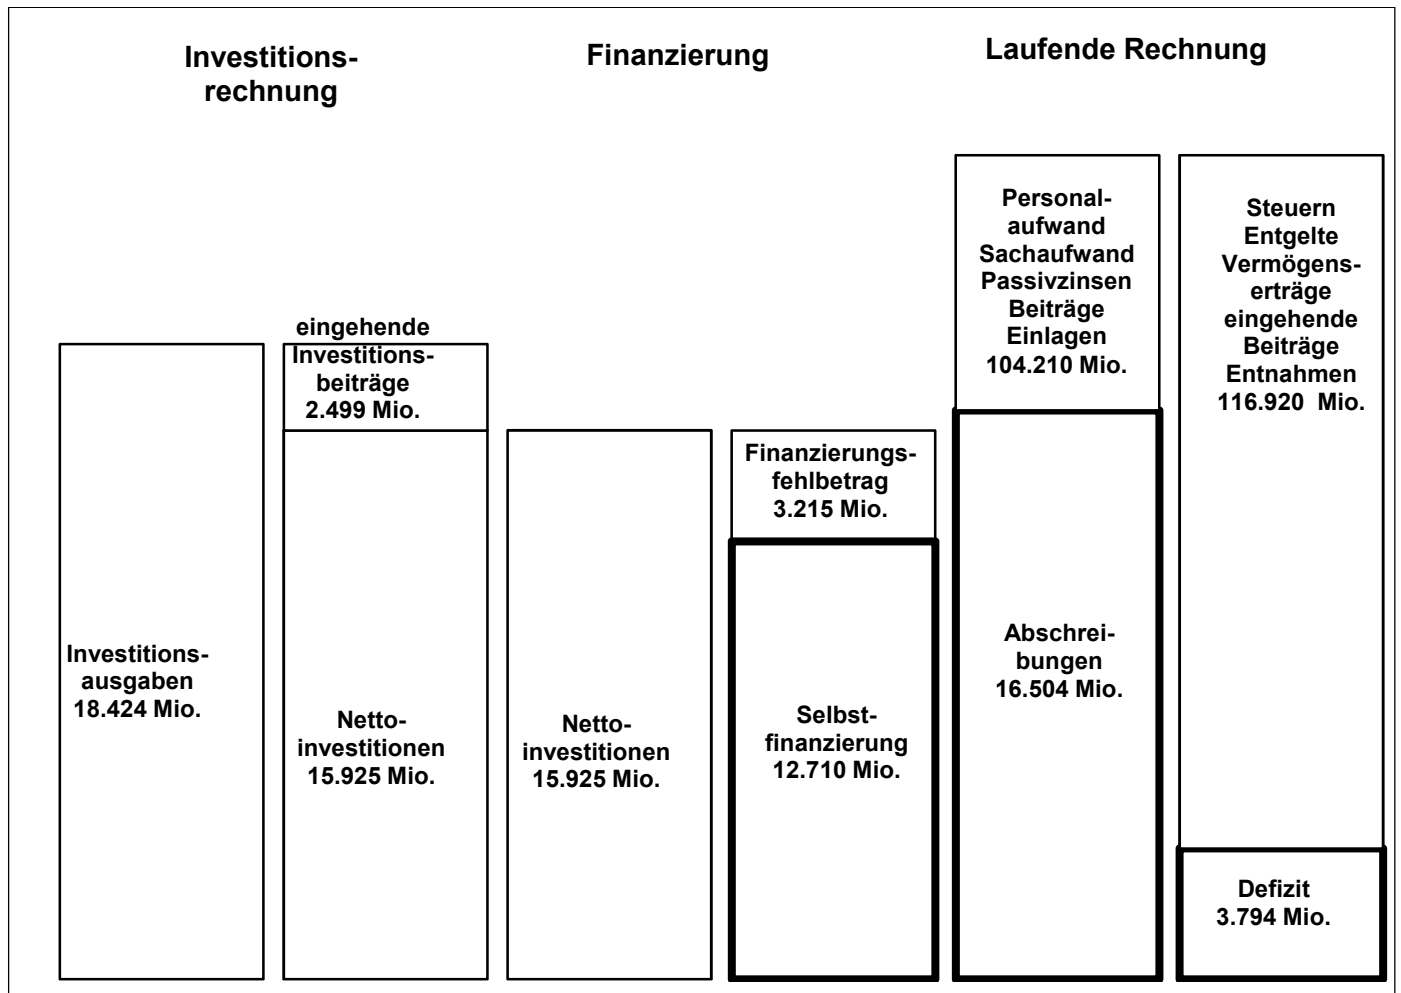 Investitions-
rechnung
Finanzierung
Laufende Rechnung
Investitions-
ausgaben
18.424 Mio.
eingehende
Investitions-
beiträge
2.499 Mio.
Netto-
investitionen
15.925 Mio.
Netto-
investitionen
15.925 Mio.
Finanzierungs-
fehlbetrag
3.215 Mio.
Selbst-
finanzierung
12.710 Mio.
Personal-
aufwand
Sachaufwand
Passivzinsen
Beiträge
Einlagen
104.210 Mio.
Abschrei-
bungen
16.504 Mio.
Steuern
Entgelte
Vermögens-
erträge
eingehende
Beiträge
Entnahmen
116.920 Mio.
Defizit
3.794 Mio.